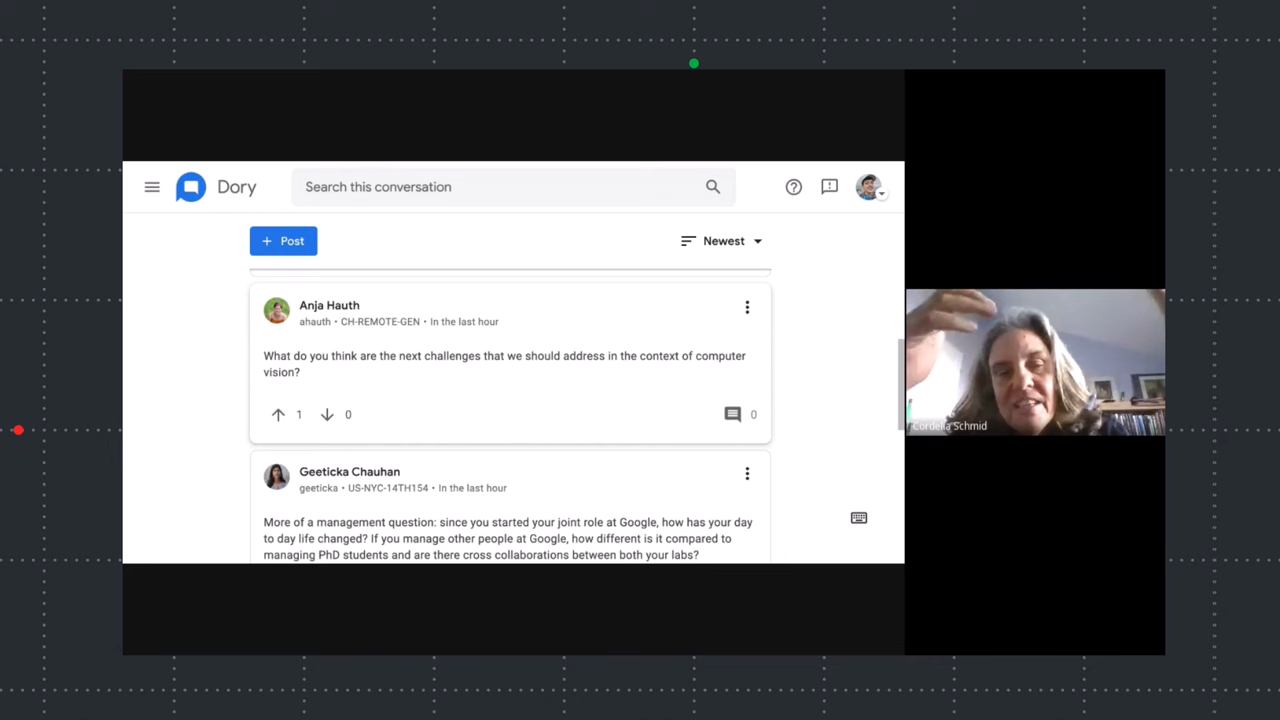 Dory
Search this conversation
+ Post
Newest
Anja Hauth
ahauth • CH-REMOTE-GEN • In the last hour
What do you think are the next challenges that we should address in the context of computer
vision?
1
0
0
Geeticka Chauhan
geeticka • US-NYC-14TH154 • In the last hour
More of a management question: since you started your joint role at Google, how has your day
to day life changed? If you manage other people at Google, how different is it compared to
managing PhD students and are there cross collaborations between both your labs?
Cordelia Schmid